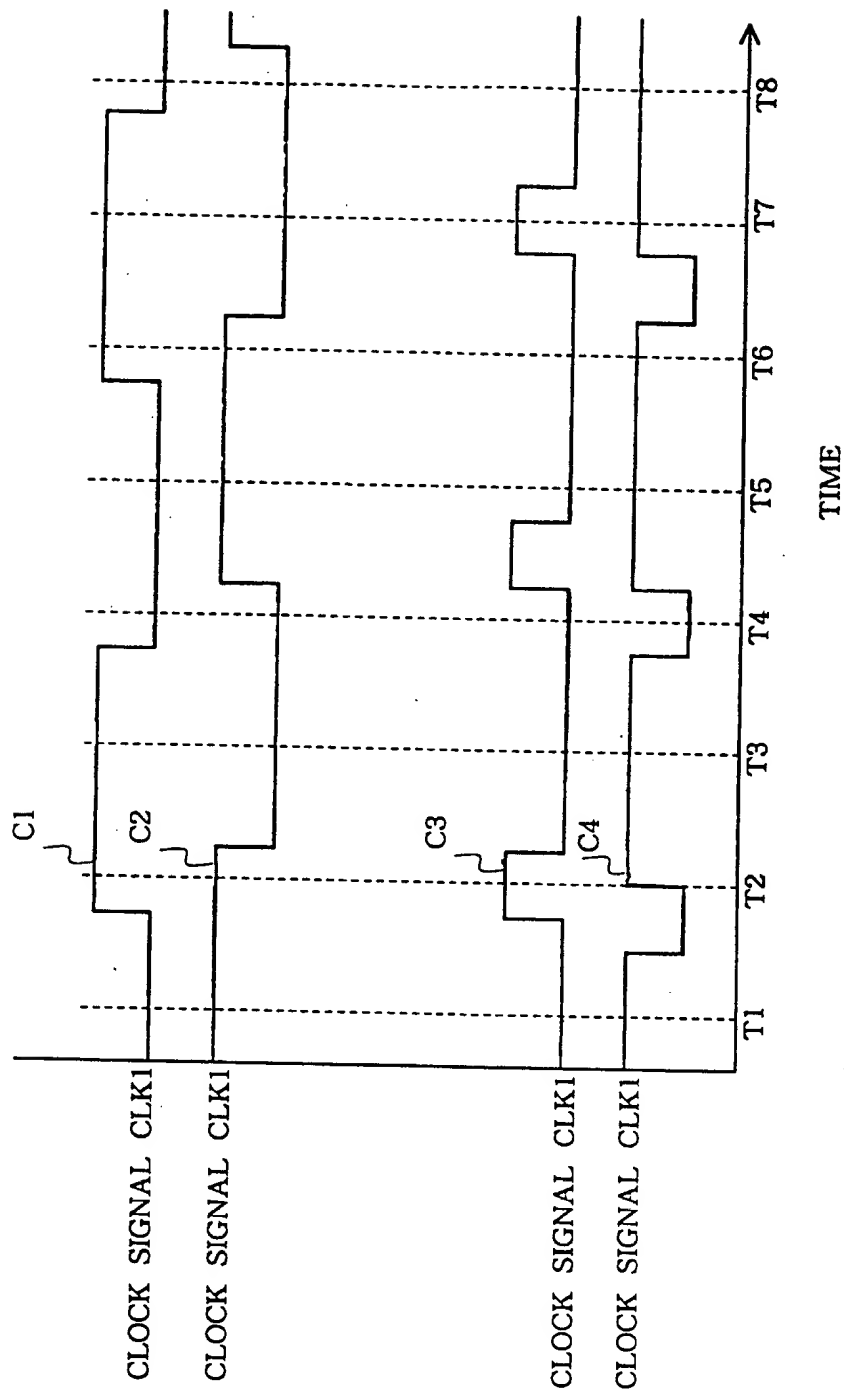 C1
C2
C3
C4
CLOCK SIGNAL CLK1
CLOCK SIGNAL CLK1
CLOCK SIGNAL CLK1
CLOCK SIGNAL CLK1
T1
T2
T3
T4
T5
T6
T7
T8
TIME